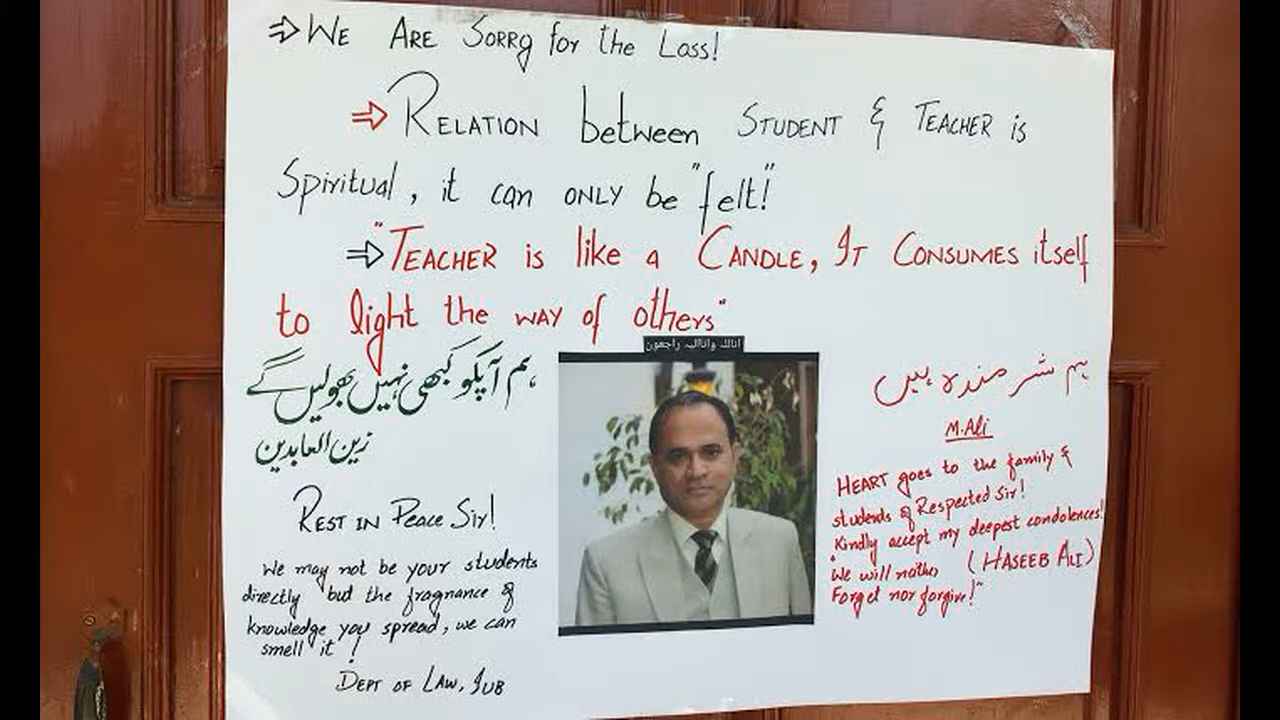 ⇒ WE ARE SORRY for the Loss!
⇒ RELATION between STUDENT & TEACHER is
Spiritual, it can ONLY be "felt!"
⇒ "TEACHER is like a CANDLE, IT CONSUMES itself
to light the WAY of others"
انا للہ وانا الیہ راجعون
ہم آپکو کبھی نہیں بھولیں گے،
زین العابدین
REST IN Peace Sir!
We may not be your students
directly but the fragnance of
knowledge you spread, we can
smell it!
DEPT OF LAW, IUB
ہم شرمندہ ہیں
M.Ali
HEART goes to the family &
students of Respected Sir!
Kindly accept my deepest condolences!
(HASEEB ALI)
"We will neither
Forget nor forgive!"